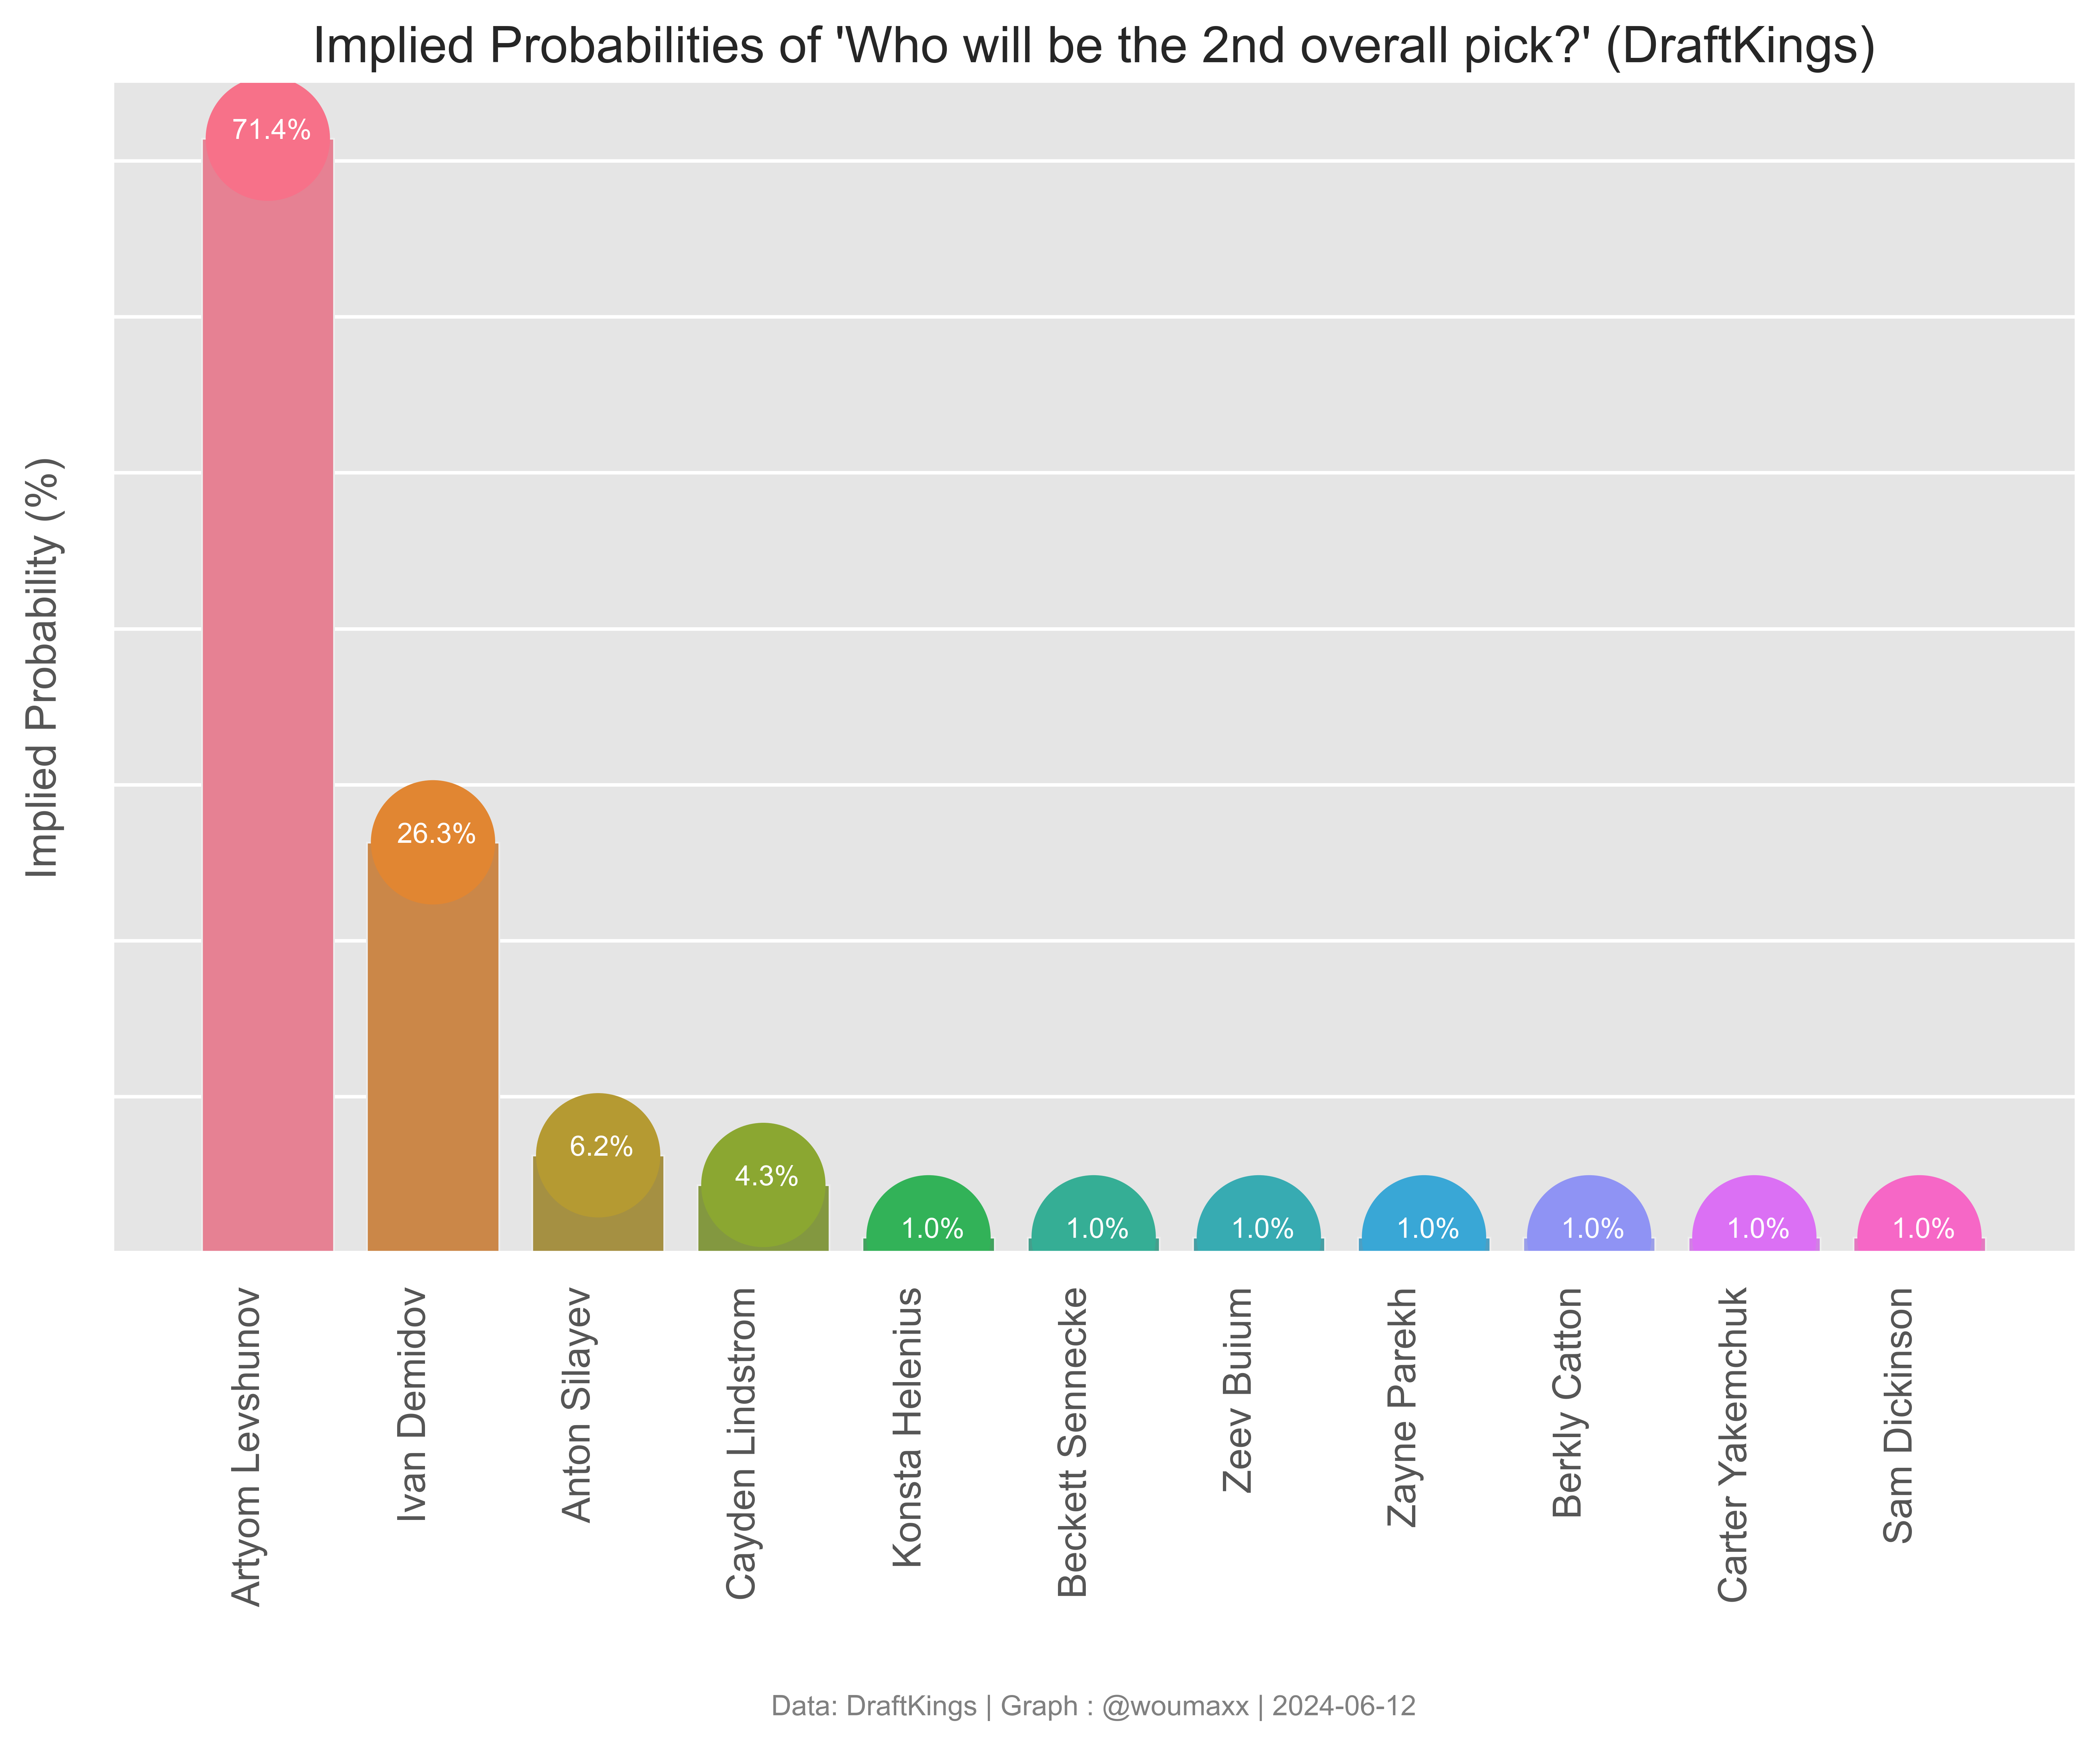 Implied Probabilities of 'Who will be the 2nd overall pick?' (DraftKings)
Implied Probability (%)
71.4%
26.3%
6.2%
4.3%
1.0%
1.0%
1.0%
1.0%
1.0%
1.0%
1.0%
Artyom Levshunov
Ivan Demidov
Anton Silayev
Cayden Lindstrom
Konsta Helenius
Beckett Sennecke
Zeev Buium
Zayne Parekh
Berkly Catton
Carter Yakemchuk
Sam Dickinson
Data: DraftKings | Graph : @woumaxx | 2024-06-12